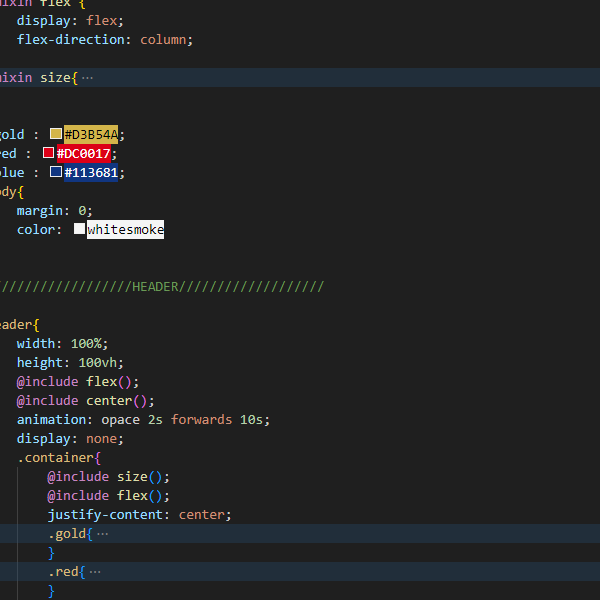 mixin flex {
display: flex;
flex-direction: column;
mixin size{ ···
gold : #D3B54A;
red : #DC0017;
blue : #113681;
ody{
margin: 0;
color: whitesmoke
//////////////////HEADER///////////////////
eader{
width: 100%;
height: 100vh;
@include flex();
@include center();
animation: opace 2s forwards 10s;
display: none;
.container{
@include size();
@include flex();
justify-content: center;
.gold{ ···
}
.red{ ···
}